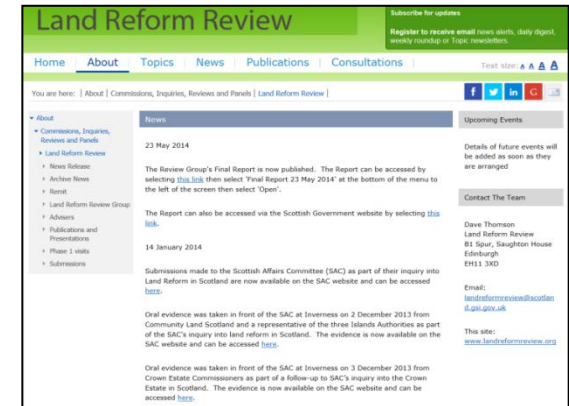 Land Reform Review
Subscribe for updates
Register to receive email news alerts, daily digest,
weekly roundup or Topic newsletters.
Home About Topics News Publications Consultations
Text size: A A A A
You are here: | About | Commissions, Inquiries, Reviews and Panels | Land Reform Review |
About
Commissions, Inquiries,
Reviews and Panels
Land Reform Review
News Release
Archive News
Remit
Land Reform Review Group
Advisers
Publications and
Presentations
Phase 1 visits
Submissions
News
23 May 2014
The Review Group's Final Report is now published. The Report can be accessed by
selecting this link then select 'Final Report 23 May 2014' at the bottom of the menu to
the left of the screen then select 'Open'.
The Report can also be accessed via the Scottish Government website by selecting this
link.
14 January 2014
Submissions made to the Scottish Affairs Committee (SAC) as part of their inquiry into
Land Reform in Scotland are now available on the SAC website and can be accessed
here.
Oral evidence was taken in front of the SAC at Inverness on 2 December 2013 from
Community Land Scotland and a representative of the three Islands Authorities as part
of the SAC's inquiry into land reform in Scotland. The evidence is now available on the
SAC website and can be accessed here.
Oral evidence was taken in front of the SAC at Inverness on 3 December 2013 from
Crown Estate Commissioners as part of a follow-up to SAC's inquiry into the Crown
Estate in Scotland. The evidence is now available on the SAC website and can be
accessed here.
Upcoming Events
Details of future events will
be added as soon as they
are arranged
Contact The Team
Dave Thomson
Land Reform Review
B1 Spur, Saughton House
Edinburgh
EH11 3XD
Email:
landreformreview@scotlan
d.gsi.gov.uk
This site:
www.landreformreview.org